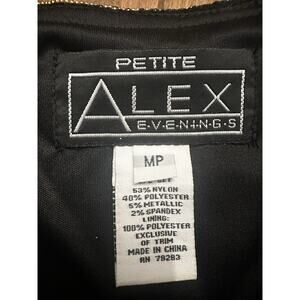 PETITE
ALEX
E·V·E·N·I·N·G·S
MP
53% NYLON
40% POLYESTER
5% METALLIC
2% SPANDEX
LINING:
100% POLYESTER
EXCLUSIVE
OF TRIM
MADE IN CHINA
RN 79283